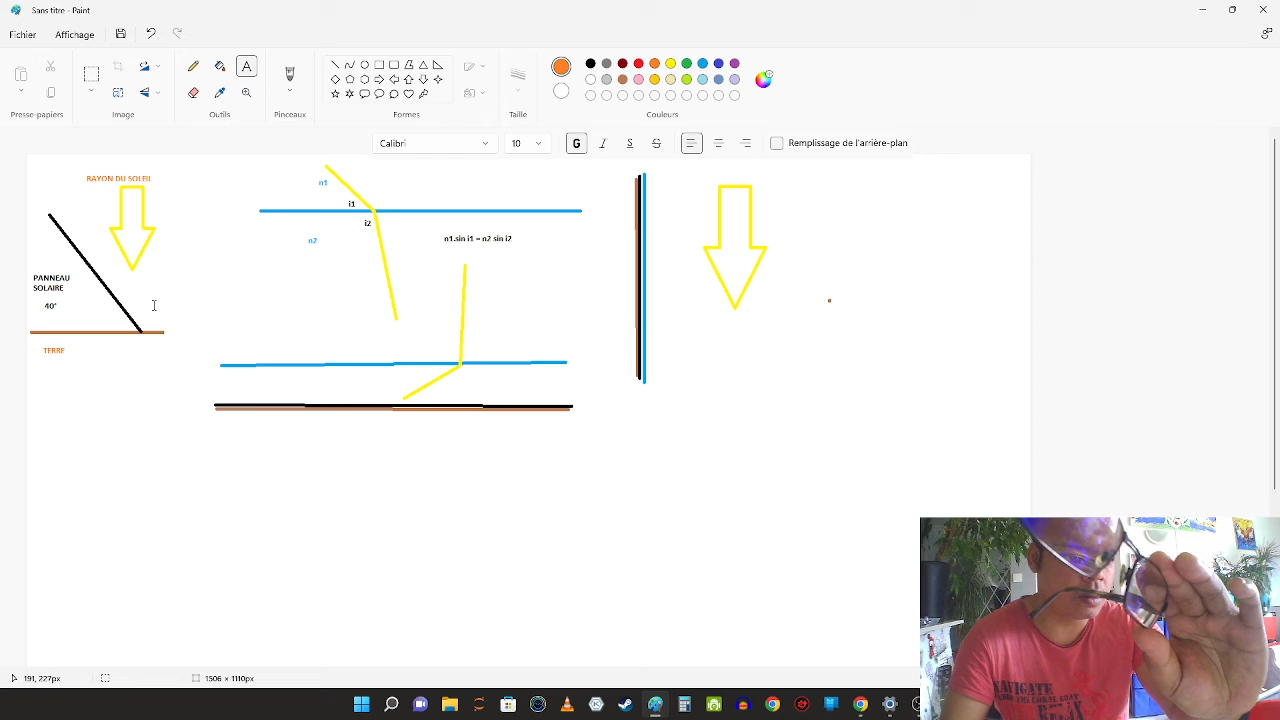 Sans titre - Paint
Fichier
Affichage
Presse-papiers
Image
Outils
Pinceaux
Formes
Taille
Couleurs
Calibri
10
G
Remplissage de l'arrière-plan
RAYON DU SOLEIL
PANNEAU
SOLAIRE
40°
TERRE
n1
i1
i2
n2
n1.sin i1 = n2 sin i2
NAVIGATE
191, 227px
1506 × 1110px